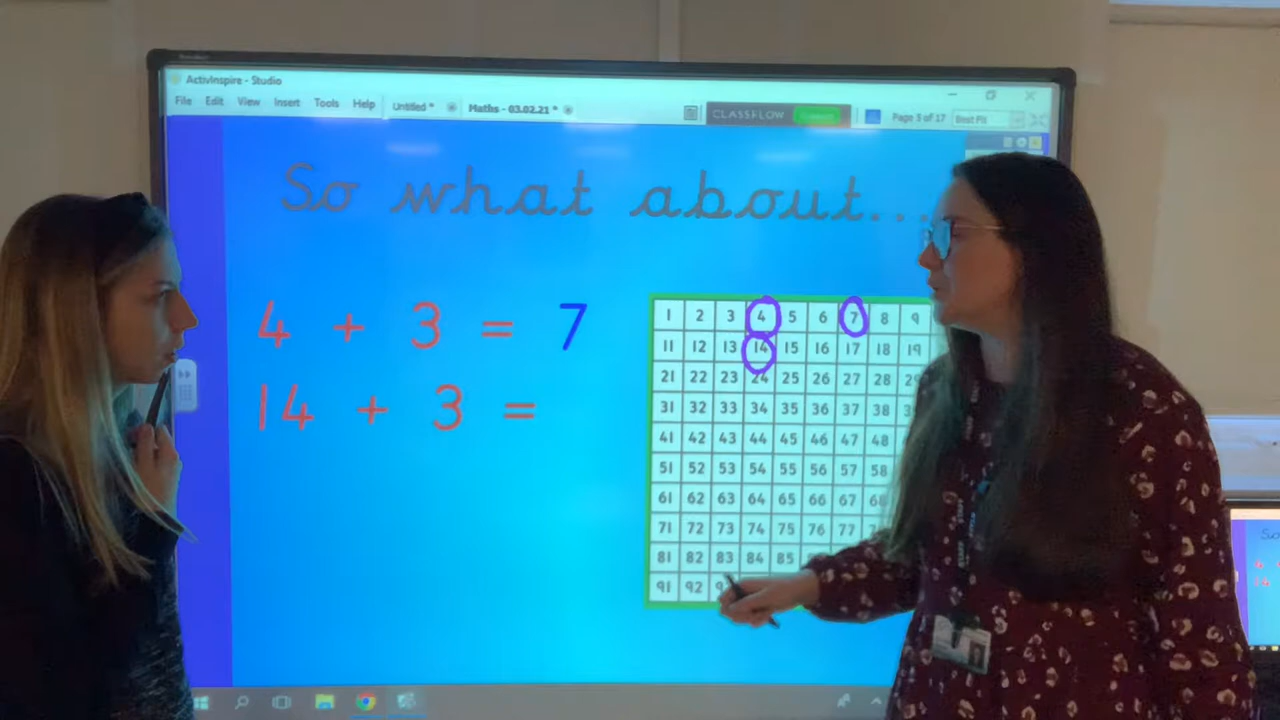 ActivInspire - Studio
File Edit View Insert Tools Help Untitled * Maths - 03.02.21 * CLASSFLOW Page 5 of 17 Best Fit
So what about...
4 + 3 = 7
14 + 3 =
1 2 3 4 5 6 7 8 9
11 12 13 14 15 16 17 18 19
21 22 23 24 25 26 27 28
31 32 33 34 35 36 37 38
41 42 43 44 45 46 47 48
51 52 53 54 55 56 57 58
61 62 63 64 65 66 67
71 72 73 74 75 76 77
81 82 83 84 85
91 92
STAFF
So